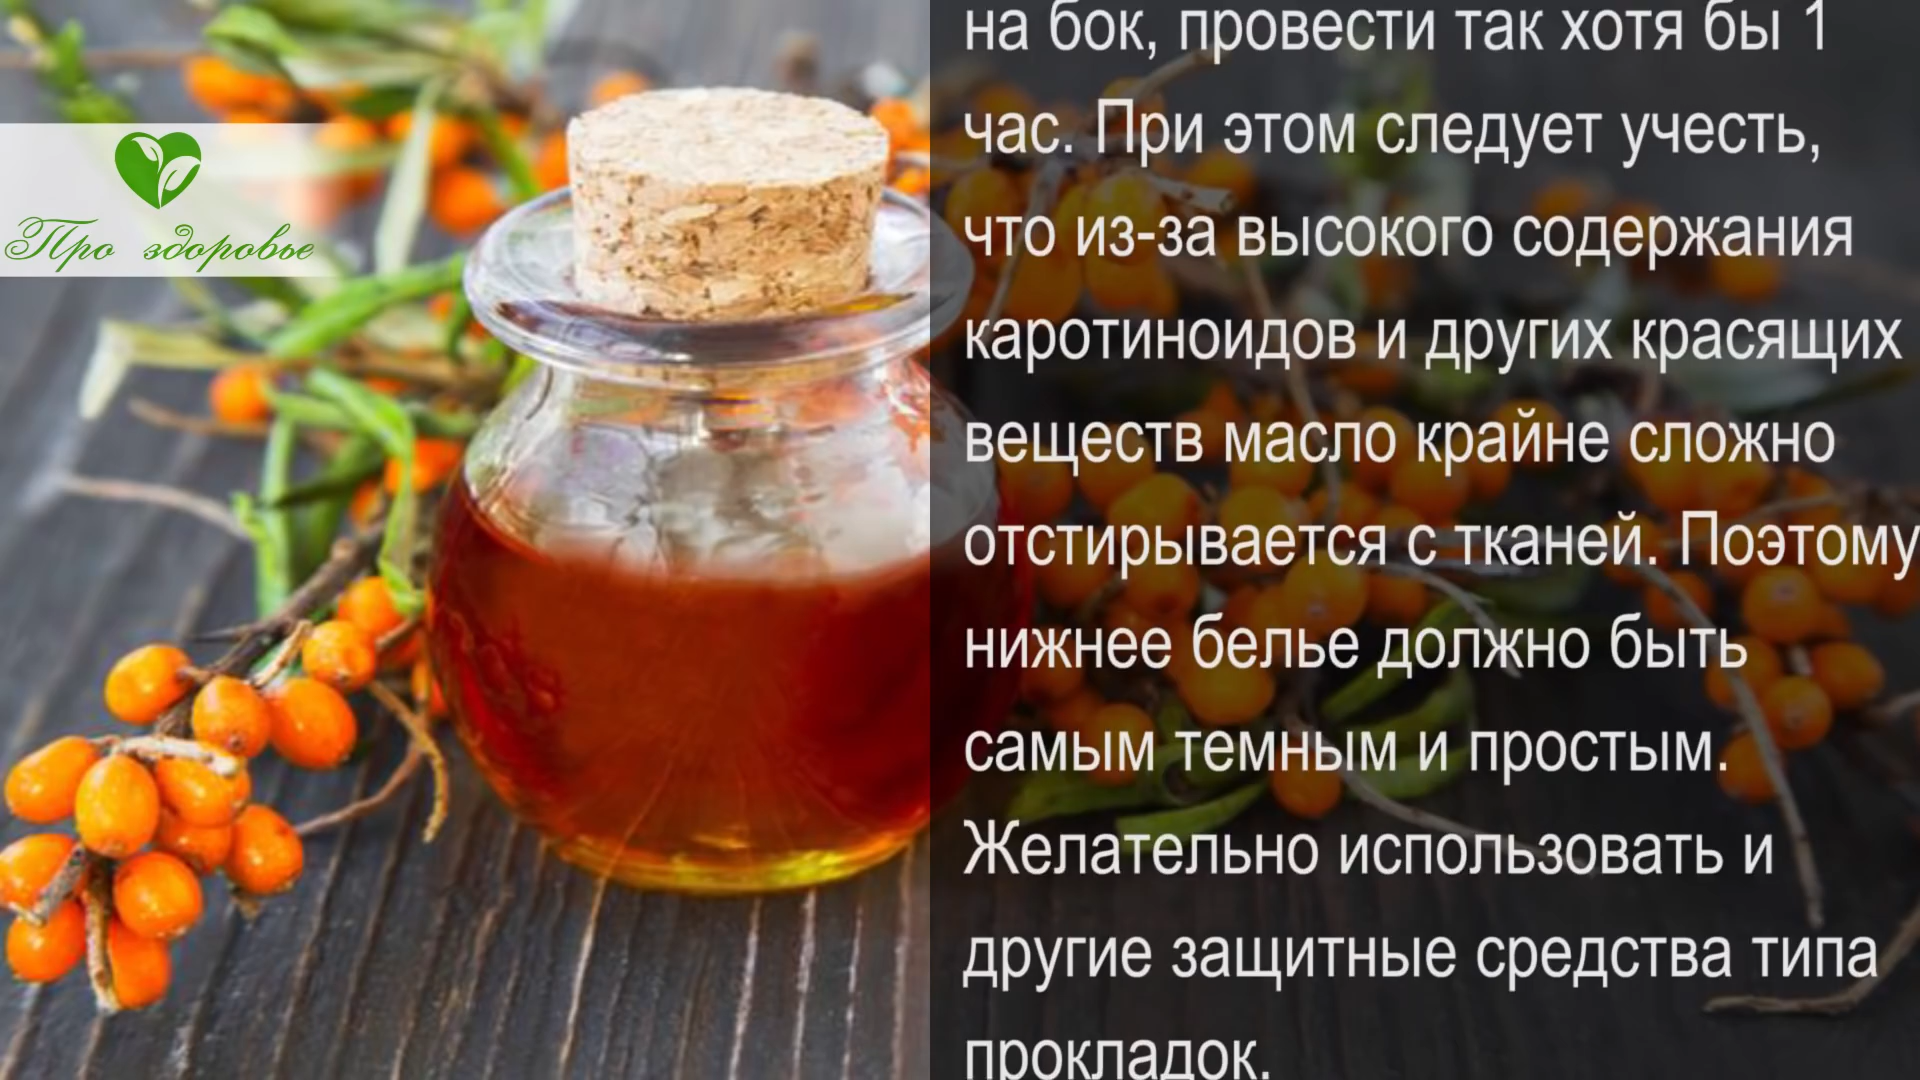 Про здоровье
на бок, провести так хотя бы 1
час. При этом следует учесть,
что из-за высокого содержания
каротиноидов и других красящих
веществ масло крайне сложно
отстирывается с тканей. Поэтому
нижнее белье должно быть
самым темным и простым.
Желательно использовать и
другие защитные средства типа
прокладок.